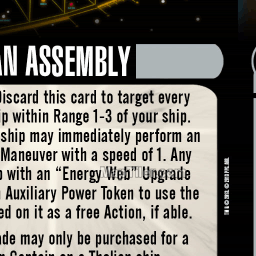 AN ASSEMBLY
Discard this card to target every
ip within Range 1-3 of your ship.
ship may immediately perform an
Maneuver with a speed of 1. Any
p with an "Energy Web" Upgrade
Auxiliary Power Token to use the
ed on it as a free Action, if able.
ade may only be purchased for a